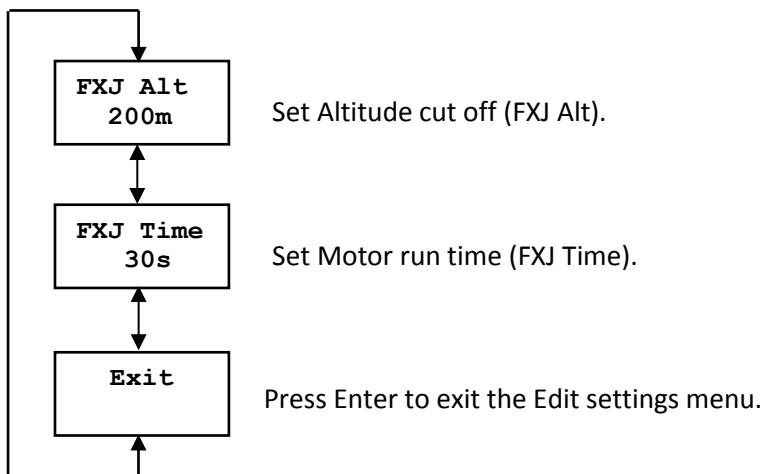 FXJ Alt
200m
Set Altitude cut off (FXJ Alt).
FXJ Time
30s
Set Motor run time (FXJ Time).
Exit
Press Enter to exit the Edit settings menu.